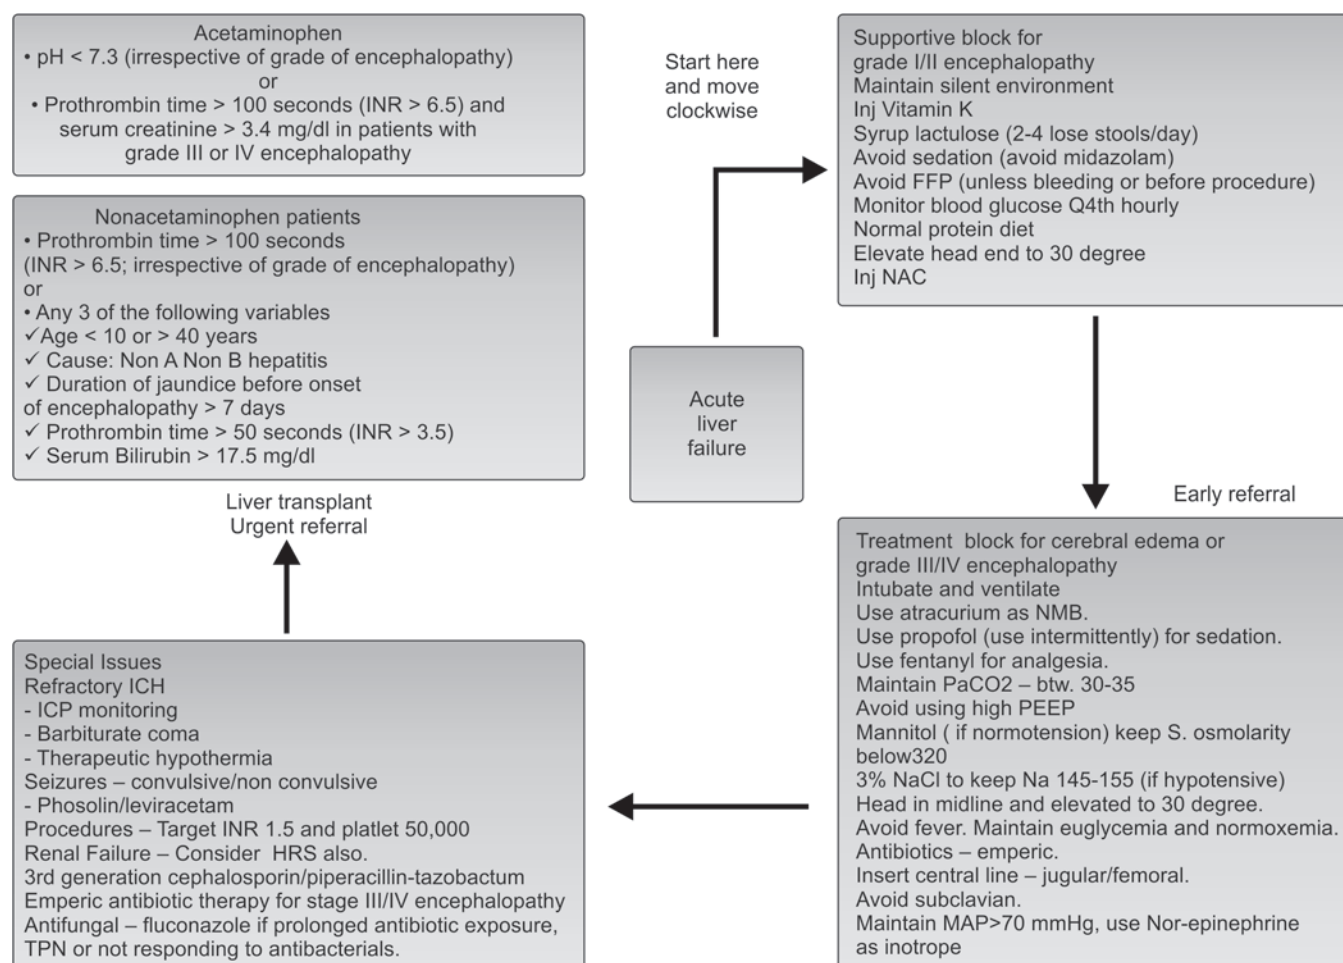 Acetaminophen
• pH < 7.3 (irrespective of grade of encephalopathy)
or
• Prothrombin time > 100 seconds (INR > 6.5) and
serum creatinine > 3.4 mg/dl in patients with
grade III or IV encephalopathy
Nonacetaminophen patients
• Prothrombin time > 100 seconds
(INR > 6.5; irrespective of grade of encephalopathy)
or
• Any 3 of the following variables
✓Age < 10 or > 40 years
✓ Cause: Non A Non B hepatitis
✓ Duration of jaundice before onset
of encephalopathy > 7 days
✓ Prothrombin time > 50 seconds (INR > 3.5)
✓ Serum Bilirubin > 17.5 mg/dl
Liver transplant
Urgent referral
Special Issues
Refractory ICH
- ICP monitoring
- Barbiturate coma
- Therapeutic hypothermia
Seizures – convulsive/non convulsive
- Phosolin/leviracetam
Procedures – Target INR 1.5 and platlet 50,000
Renal Failure – Consider HRS also.
3rd generation cephalosporin/piperacillin-tazobactum
Emperic antibiotic therapy for stage III/IV encephalopathy
Antifungal – fluconazole if prolonged antibiotic exposure,
TPN or not responding to antibacterials.
Start here
and move
clockwise
Acute
liver
failure
Supportive block for
grade I/II encephalopathy
Maintain silent environment
Inj Vitamin K
Syrup lactulose (2-4 lose stools/day)
Avoid sedation (avoid midazolam)
Avoid FFP (unless bleeding or before procedure)
Monitor blood glucose Q4th hourly
Normal protein diet
Elevate head end to 30 degree
Inj NAC
Early referral
Treatment block for cerebral edema or
grade III/IV encephalopathy
Intubate and ventilate
Use atracurium as NMB.
Use propofol (use intermittently) for sedation.
Use fentanyl for analgesia.
Maintain PaCO2 – btw. 30-35
Avoid using high PEEP
Mannitol ( if normotension) keep S. osmolarity
below320
3% NaCl to keep Na 145-155 (if hypotensive)
Head in midline and elevated to 30 degree.
Avoid fever. Maintain euglycemia and normoxemia.
Antibiotics – emperic.
Insert central line – jugular/femoral.
Avoid subclavian.
Maintain MAP>70 mmHg, use Nor-epinephrine
as inotrope